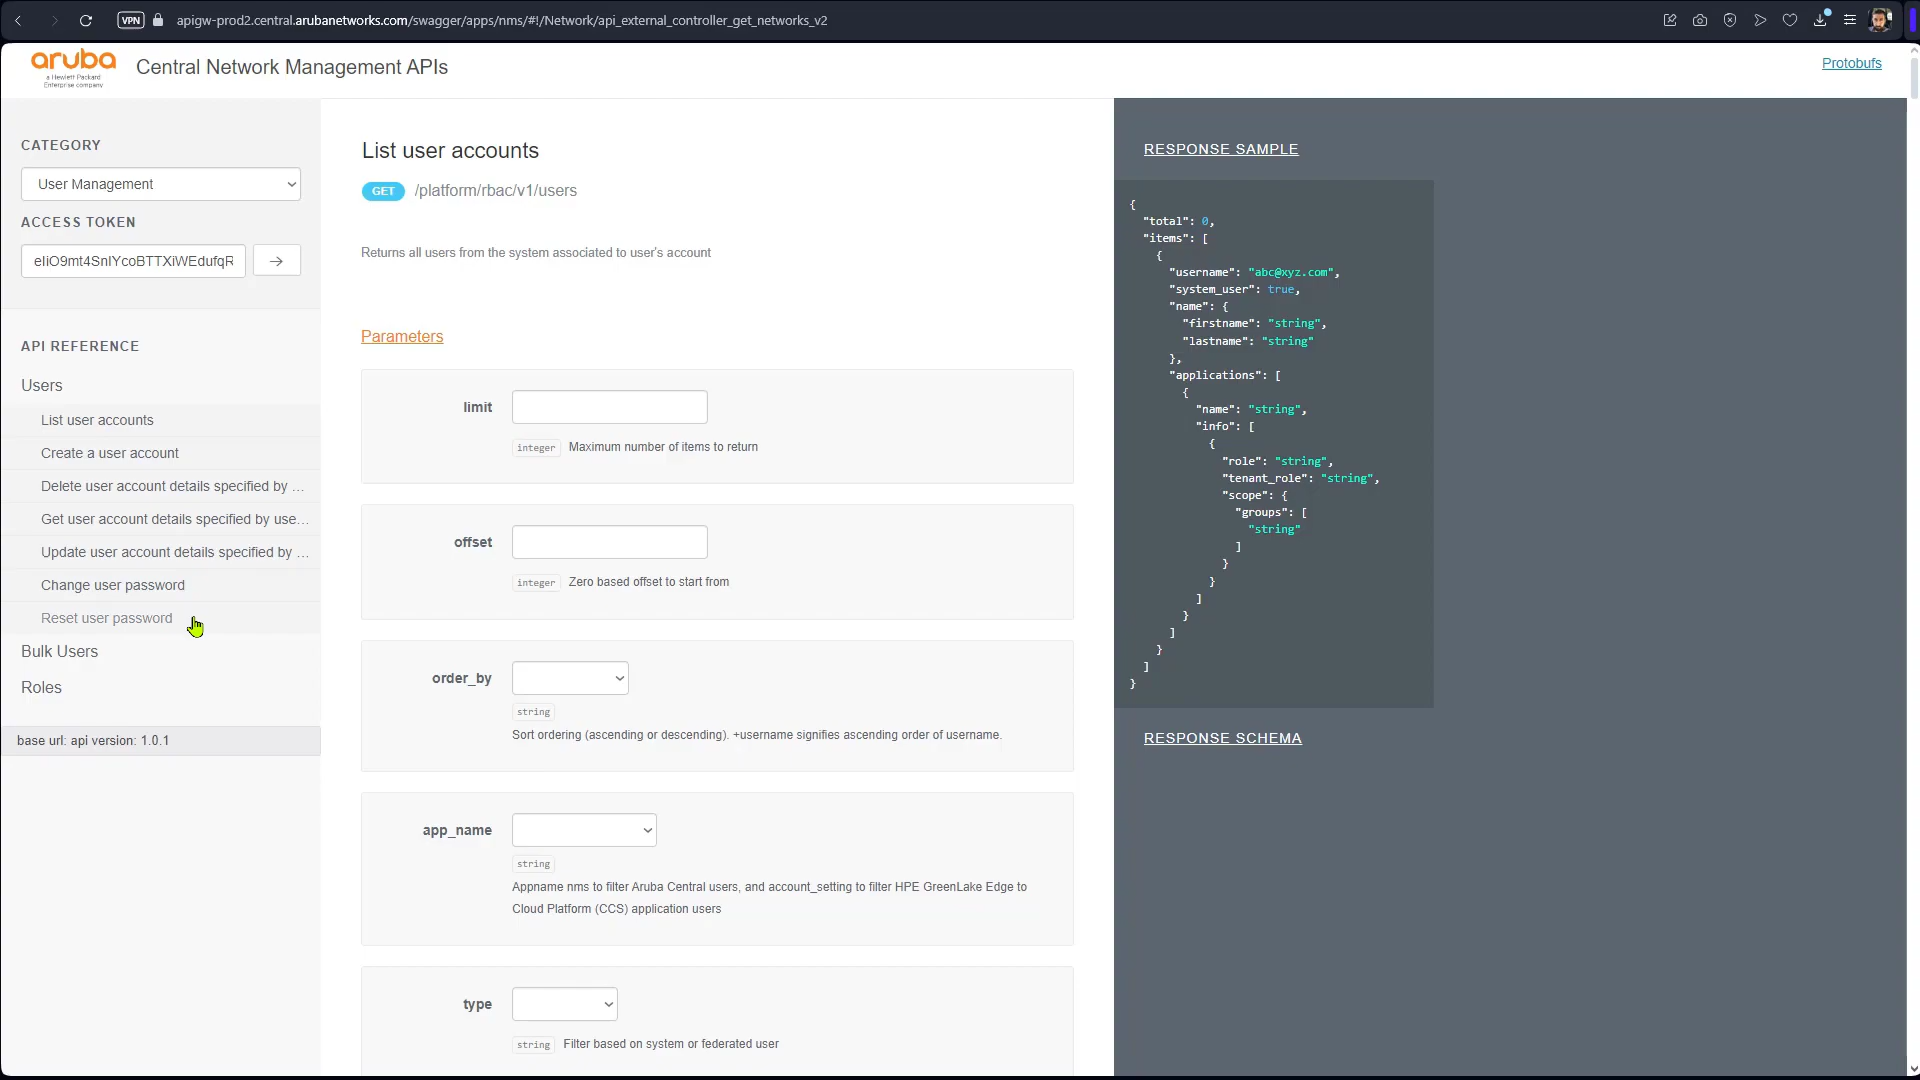 VPN
apigw-prod2.central.arubanetworks.com/swagger/apps/nms/#!/Network/api_external_controller_get_networks_v2
aruba
a Hewlett Packard
Enterprise company
Central Network Management APIs
Protobufs
CATEGORY
User Management
ACCESS TOKEN
API REFERENCE
Users
List user accounts
Create a user account
Delete user account details specified by ...
Get user account details specified by use...
Update user account details specified by ...
Change user password
Reset user password
Bulk Users
Roles
base url: api version: 1.0.1
List user accounts
GET /platform/rbac/v1/users
Returns all users from the system associated to user's account
Parameters
limit
integer Maximum number of items to return
offset
integer Zero based offset to start from
order_by
string
Sort ordering (ascending or descending). +username signifies ascending order of username.
app_name
string
Appname nms to filter Aruba Central users, and account_setting to filter HPE GreenLake Edge to
Cloud Platform (CCS) application users
type
string Filter based on system or federated user
RESPONSE SAMPLE
{
"total": 0,
"items": [
{
"username": "abc@xyz.com",
"system_user": true,
"name": {
"firstname": "string",
"lastname": "string"
},
"applications": [
{
"name": "string",
"info": [
{
"role": "string",
"tenant_role": "string",
"scope": {
"groups": [
"string"
]
}
}
]
}
]
}
]
}
RESPONSE SCHEMA